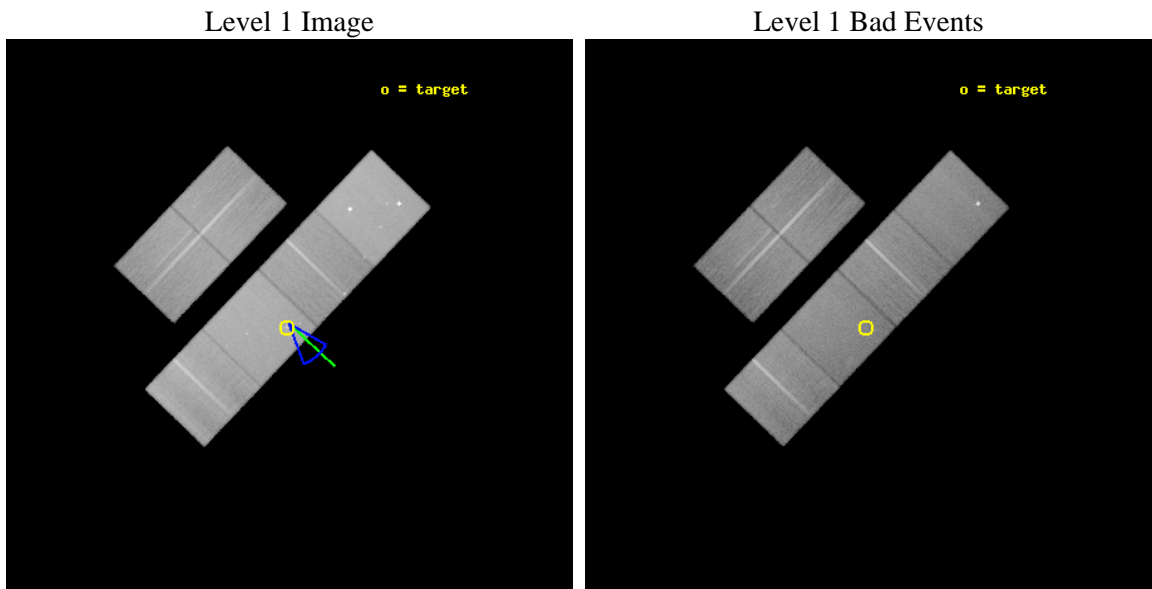 Level 1 Image
Level 1 Bad Events
o = target
o = target